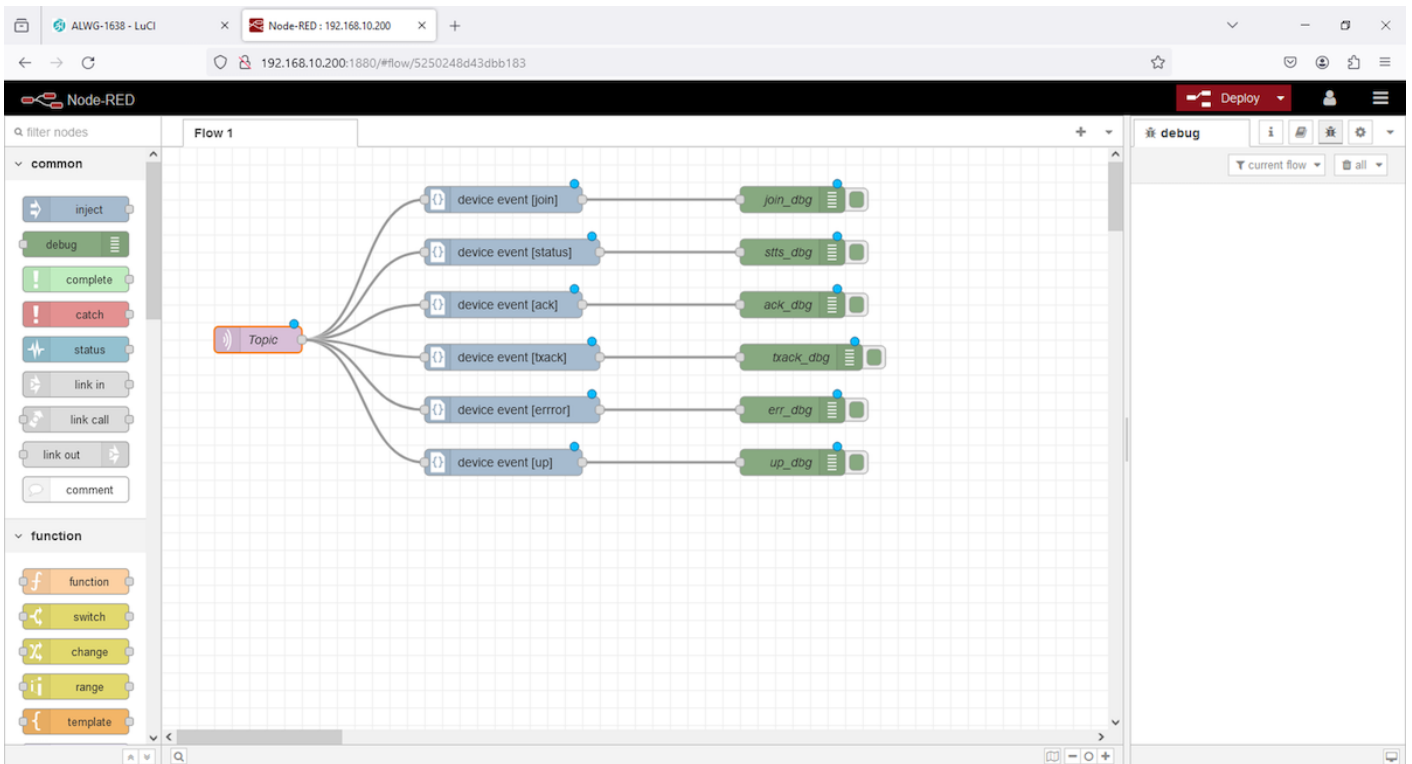 ALWG-1638 - LuCI
Node-RED : 192.168.10.200
192.168.10.200:1880/#flow/5250248d43dbb183
Node-RED
Deploy
filter nodes
Flow 1
debug
i
common
current flow
all
inject
debug
complete
catch
status
link in
link call
link out
comment
function
function
switch
change
range
template
Topic
device event [join]
join_dbg
device event [status]
stts_dbg
device event [ack]
ack_dbg
device event [txack]
txack_dbg
device event [errror]
err_dbg
device event [up]
up_dbg